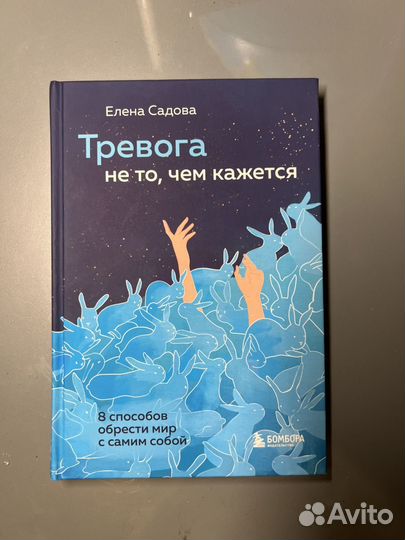 Елена Садова
Тревога
не то, чем кажется
8 способов
обрести мир
с самим собой
БОМБОРА
ИЗДАТЕЛЬСТВО
Avito